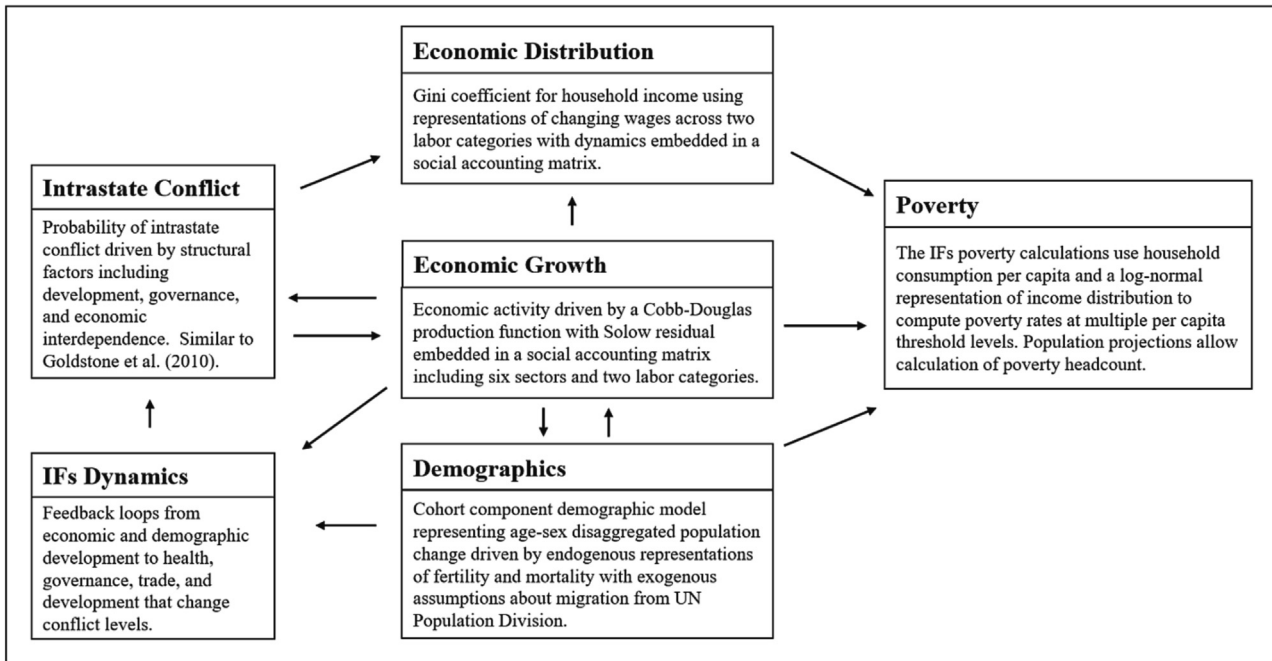 Economic Distribution
Gini coefficient for household income using
representations of changing wages across two
labor categories with dynamics embedded in a
social accounting matrix.
Intrastate Conflict
Probability of intrastate
conflict driven by structural
factors including
development, governance,
and economic
interdependence.  Similar to
Goldstone et al. (2010).
Economic Growth
Economic activity driven by a Cobb-Douglas
production function with Solow residual
embedded in a social accounting matrix
including six sectors and two labor categories.
Poverty
The IFs poverty calculations use household
consumption per capita and a log-normal
representation of income distribution to
compute poverty rates at multiple per capita
threshold levels. Population projections allow
calculation of poverty headcount.
IFs Dynamics
Feedback loops from
economic and demographic
development to health,
governance, trade, and
development that change
conflict levels.
Demographics
Cohort component demographic model
representing age-sex disaggregated population
change driven by endogenous representations
of fertility and mortality with exogenous
assumptions about migration from UN
Population Division.